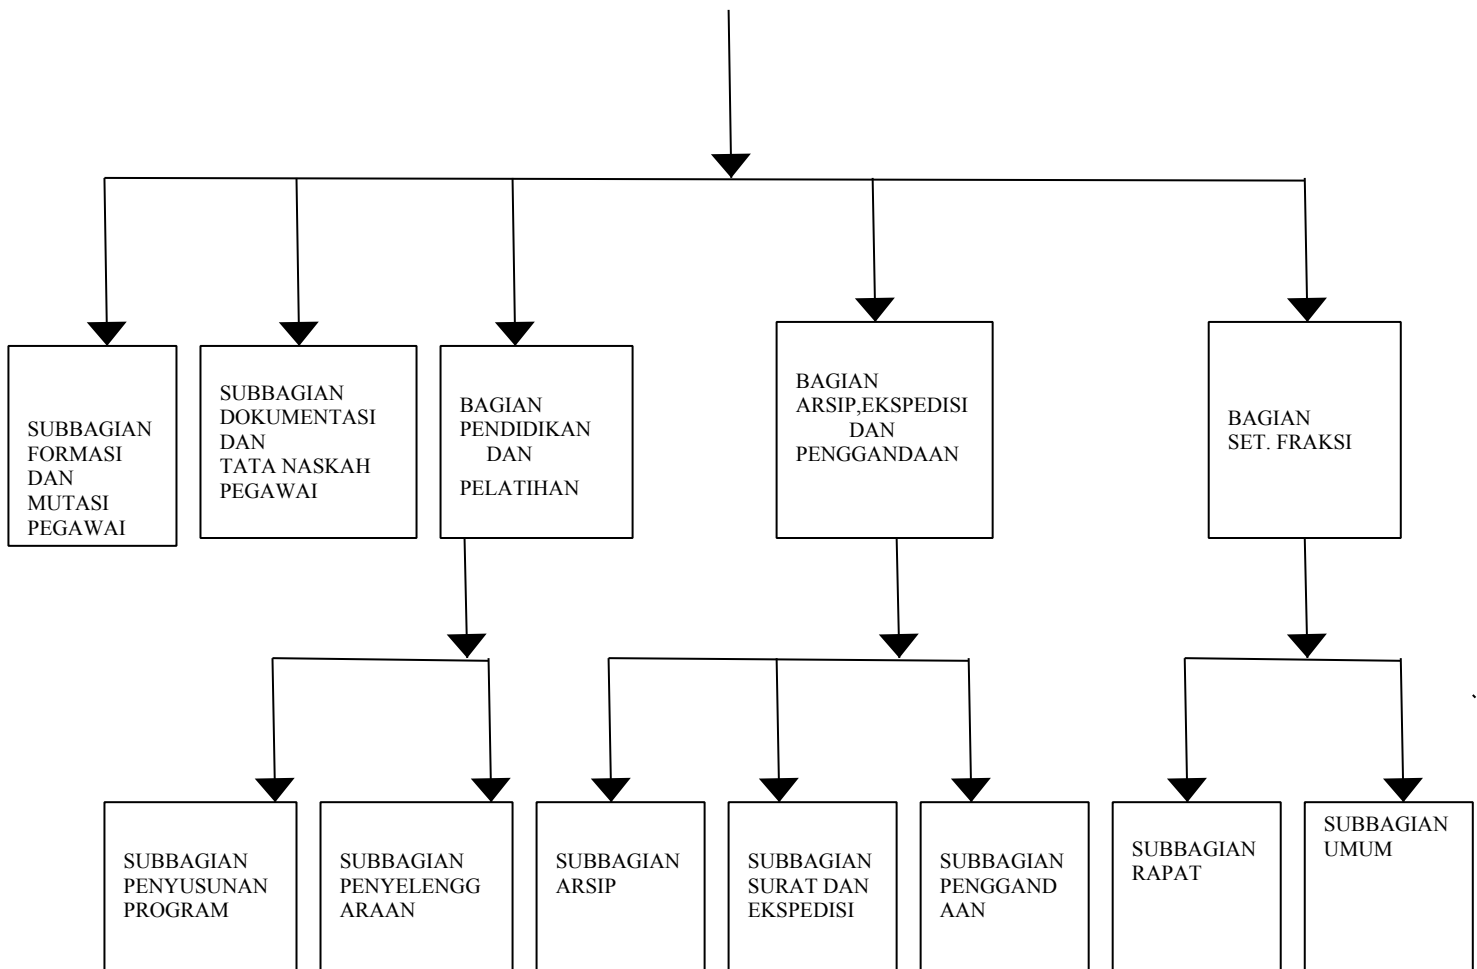 SUBBAGIAN
FORMASI
DAN
MUTASI
PEGAWAI
SUBBAGIAN
DOKUMENTASI
DAN
TATA NASKAH
PEGAWAI
BAGIAN
PENDIDIKAN
DAN
PELATIHAN
BAGIAN
ARSIP,EKSPEDISI
DAN
PENGGANDAAN
BAGIAN
SET. FRAKSI
SUBBAGIAN
PENYUSUNAN
PROGRAM
SUBBAGIAN
PENYELENGG
ARAAN
SUBBAGIAN
ARSIP
SUBBAGIAN
SURAT DAN
EKSPEDISI
SUBBAGIAN
PENGGAND
AAN
SUBBAGIAN
RAPAT
SUBBAGIAN
UMUM